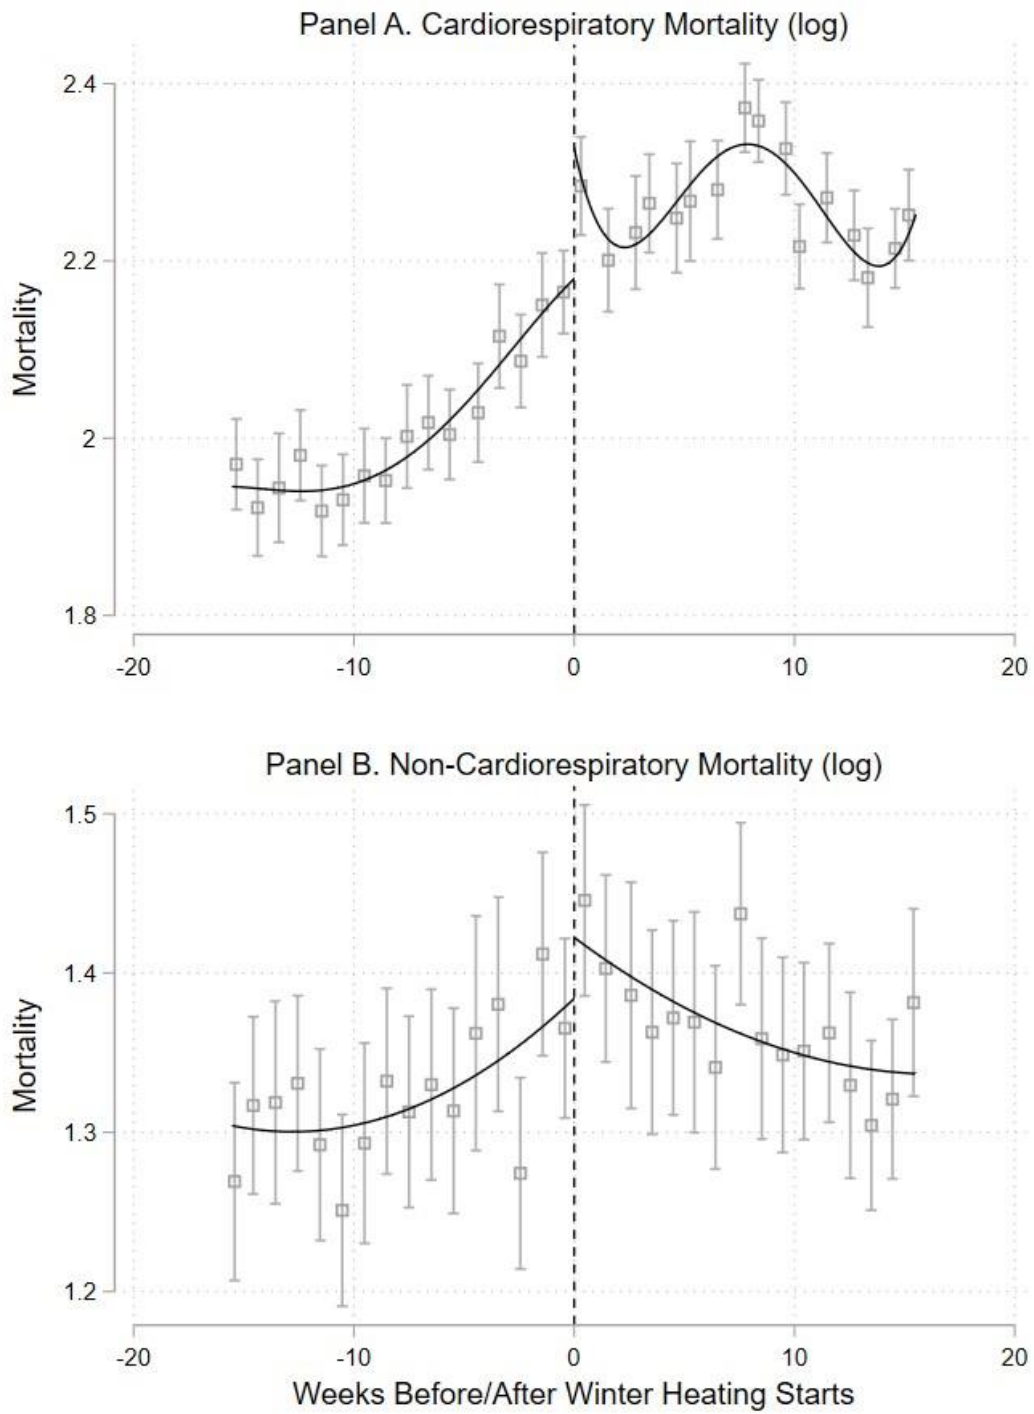 Panel A. Cardiorespiratory Mortality (log)
2.4
2.2
2
1.8
Mortality
-20 -10 0 10 20
Panel B. Non-Cardiorespiratory Mortality (log)
1.5
1.4
1.3
1.2
Mortality
-20 -10 0 10 20
Weeks Before/After Winter Heating Starts